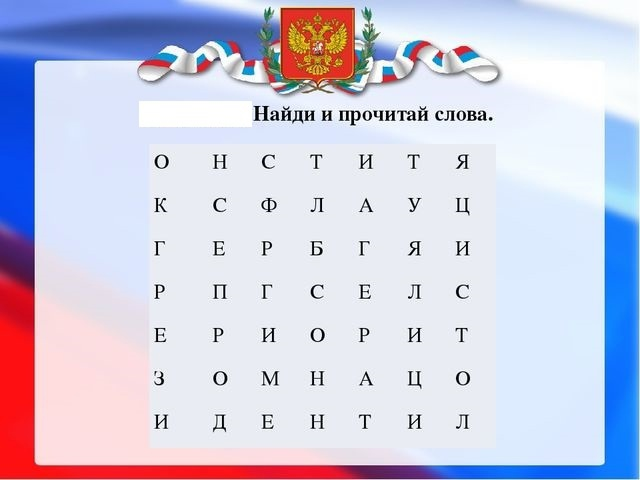 Найди и прочитай слова.
О Н С Т И Т Я
К С Ф Л А У Ц
Г Е Р Б Г Я И
Р П Г С Е Л С
Е Р И О Р И Т
З О М Н А Ц О
И Д Е Н Т И Л